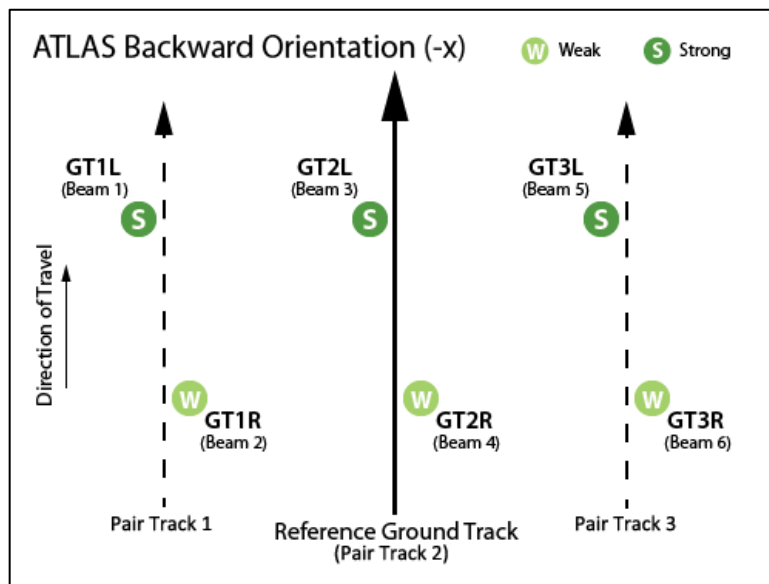 ATLAS Backward Orientation (-x)
W Weak
S Strong
GT1L
(Beam 1)
GT2L
(Beam 3)
GT3L
(Beam 5)
S
S
S
Direction of Travel
W
W
W
GT1R
(Beam 2)
GT2R
(Beam 4)
GT3R
(Beam 6)
Pair Track 1
Reference Ground Track
(Pair Track 2)
Pair Track 3